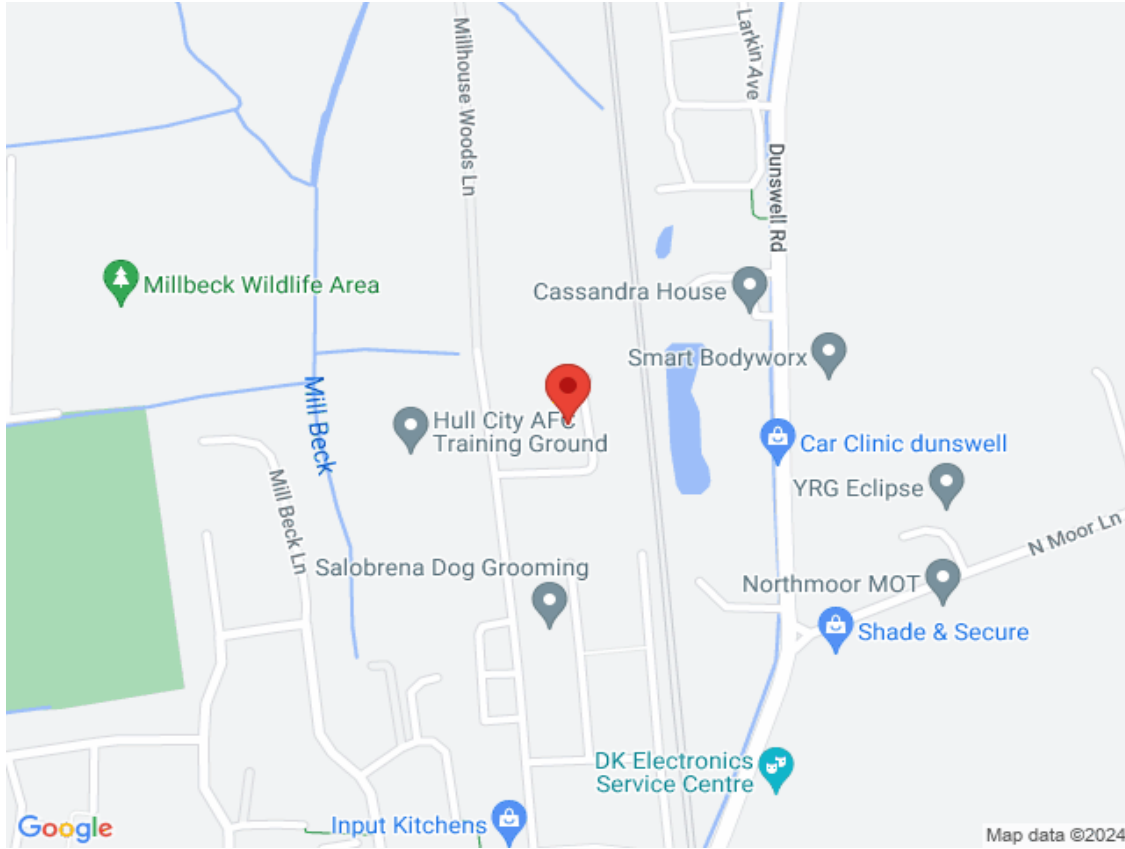 Larkin Ave
Millhouse Woods Ln
Dunswell Rd
Millbeck Wildlife Area
Cassandra House
Smart Bodyworx
Mill Beck
Hull City AFC
Training Ground
Car Clinic dunswell
Mill Beck Ln
YRG Eclipse
N Moor Ln
Salobrena Dog Grooming
Northmoor MOT
Shade & Secure
DK Electronics
Service Centre
Input Kitchens
Google
Map data ©2024